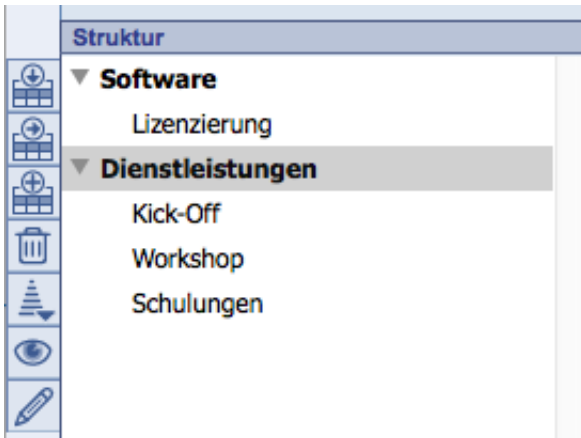 Struktur
Software
Lizenzierung
Dienstleistungen
Kick-Off
Workshop
Schulungen